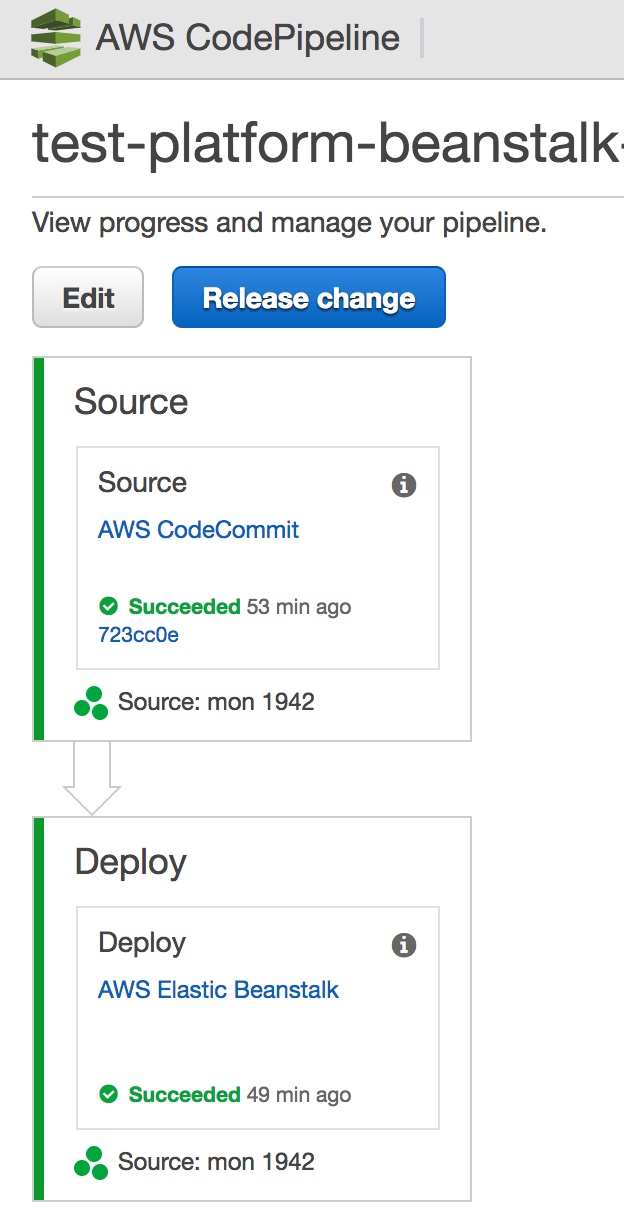 AWS CodePipeline
test-platform-beanstalk-
View progress and manage your pipeline.
Edit
Release change
Source
Source
AWS CodeCommit
Succeeded 53 min ago
723cc0e
Source: mon 1942
Deploy
Deploy
AWS Elastic Beanstalk
Succeeded 49 min ago
Source: mon 1942